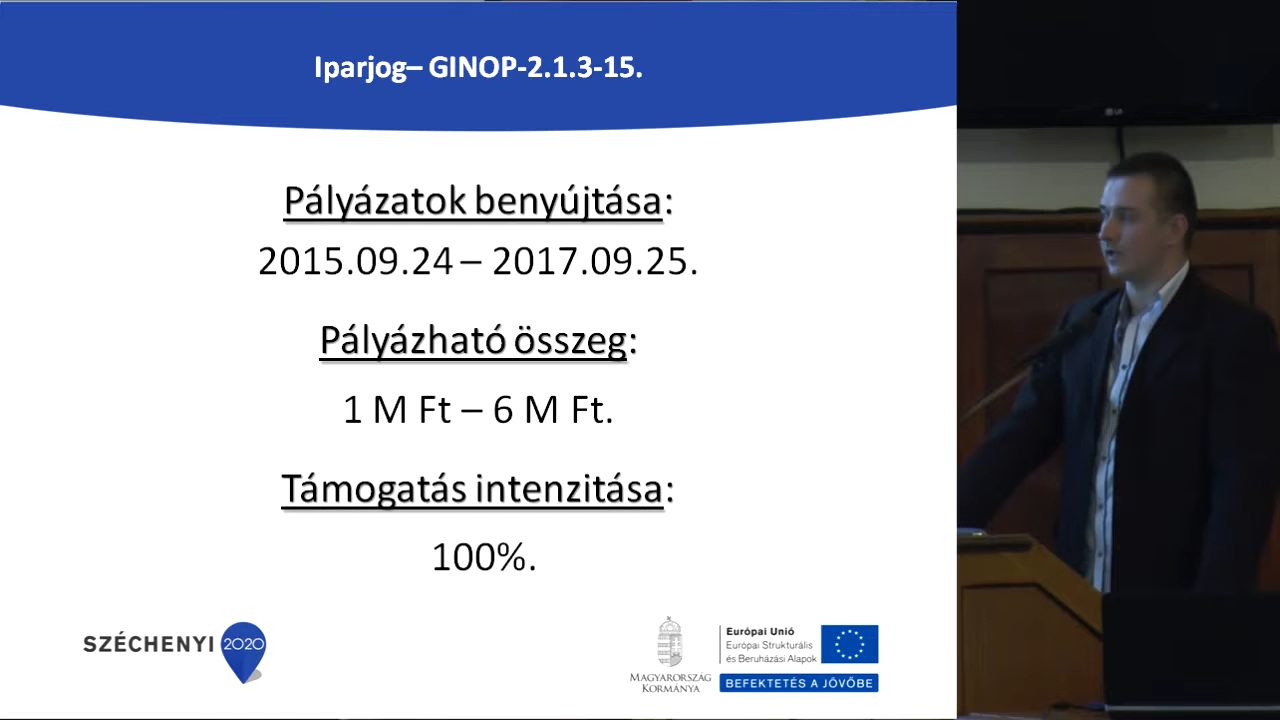 Iparjog– GINOP-2.1.3-15.
Pályázatok benyújtása:
2015.09.24 – 2017.09.25.
Pályázható összeg:
1 M Ft – 6 M Ft.
Támogatás intenzitása:
100%.
SZÉCHENYI 2020
MAGYARORSZÁG
KORMÁNYA
Európai Unió
Európai Strukturális
és Beruházási Alapok
BEFEKTETÉS A JÖVŐBE
LG